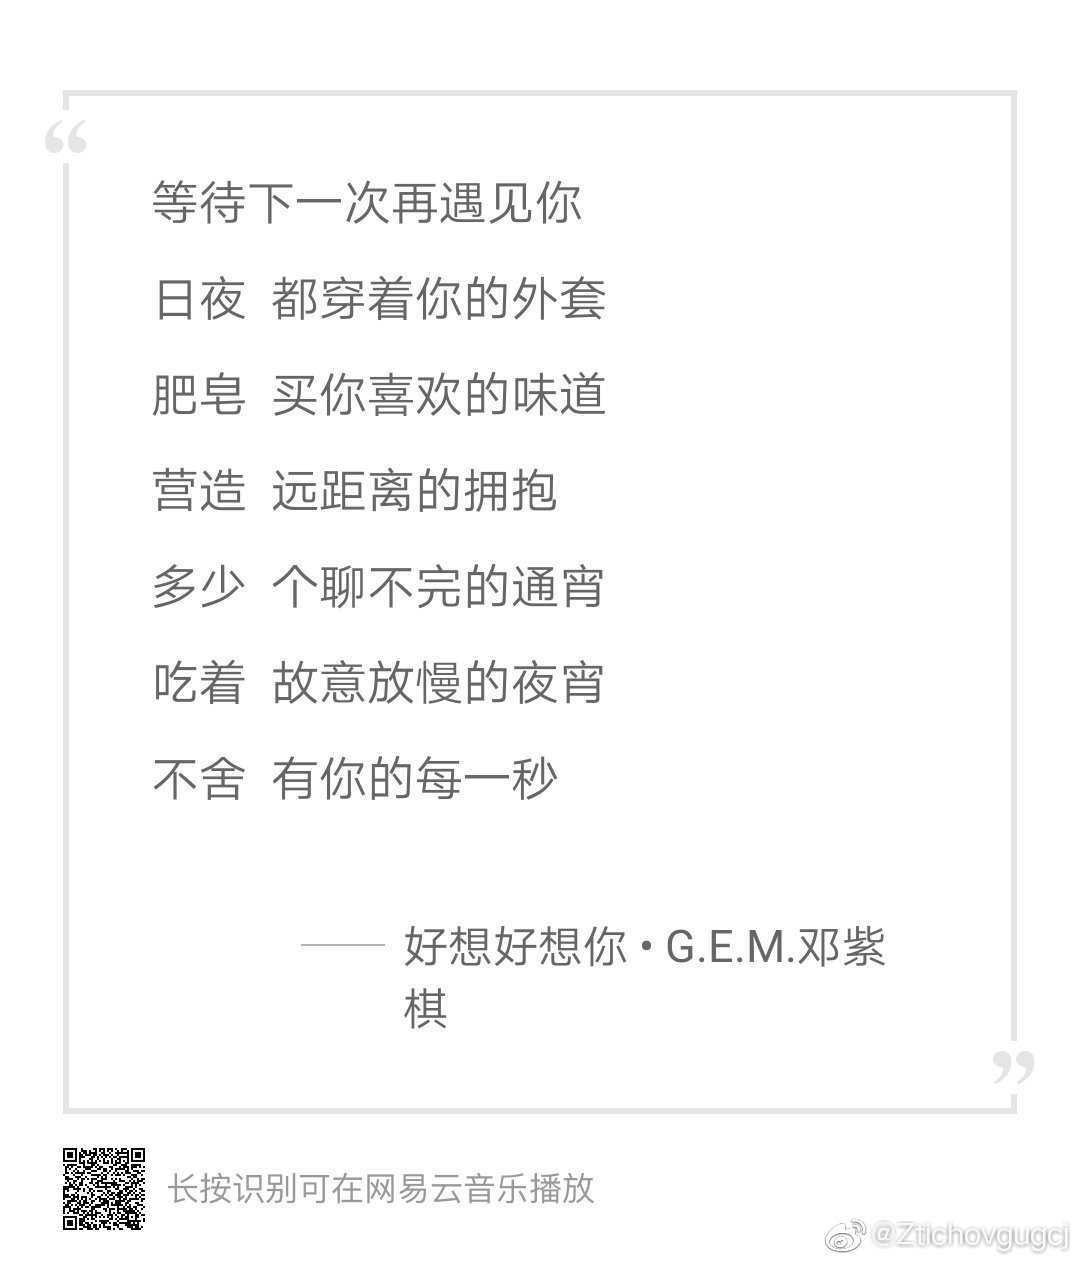 等待下一次再遇见你
日夜 都穿着你的外套
肥皂 买你喜欢的味道
营造 远距离的拥抱
多少 个聊不完的通宵
吃着 故意放慢的夜宵
不舍 有你的每一秒
—— 好想好想你 • G.E.M.邓紫
棋
长按识别可在网易云音乐播放
@Ztichovgugcj